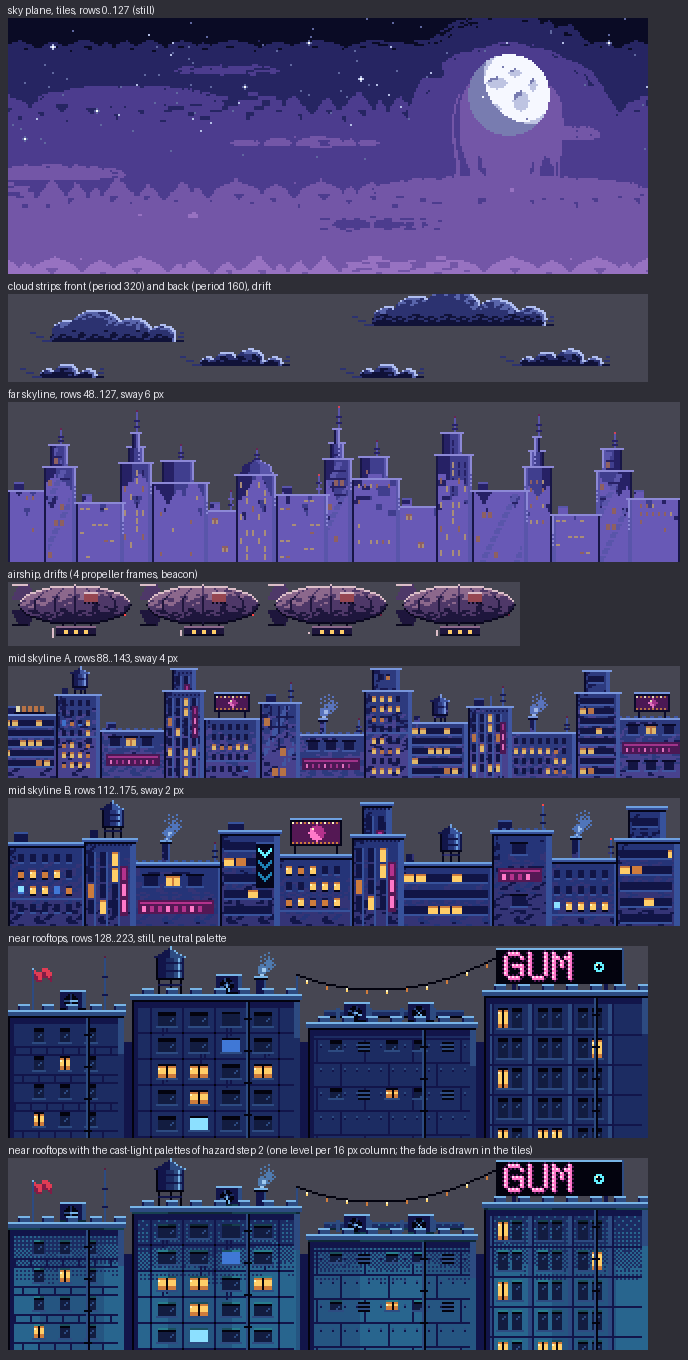 sky plane, tiles, rows 0..127 (still)
cloud strips: front (period 320) and back (period 160), drift
far skyline, rows 48..127, sway 6 px
airship, drifts (4 propeller frames, beacon)
mid skyline A, rows 88..143, sway 4 px
mid skyline B, rows 112..175, sway 2 px
near rooftops, rows 128..223, still, neutral palette
GUM
near rooftops with the cast-light palettes of hazard step 2 (one level per 16 px column; the fade is drawn in the tiles)
GUM